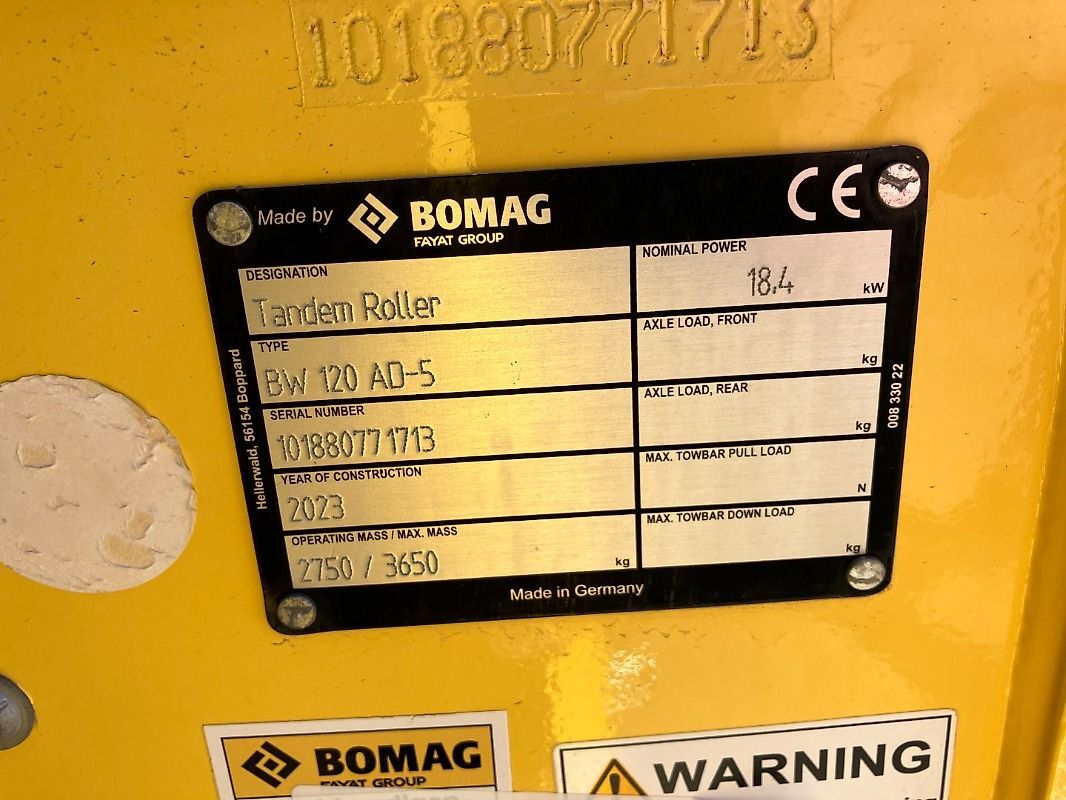 101880771713
Made by BOMAG CE
FAYAT GROUP
DESIGNATION
Tandem Roller
TYPE
BW 120 AD-5
SERIAL NUMBER
101880771713
YEAR OF CONSTRUCTION
2023
OPERATING MASS / MAX. MASS
2750 / 3650 kg
NOMINAL POWER
18.4 kW
AXLE LOAD, FRONT
kg
AXLE LOAD, REAR
kg
MAX. TOWBAR PULL LOAD
N
MAX. TOWBAR DOWN LOAD
kg
Hellerwald, 56154 Boppard
008 330 22
Made in Germany
BOMAG
FAYAT GROUP
WARNING